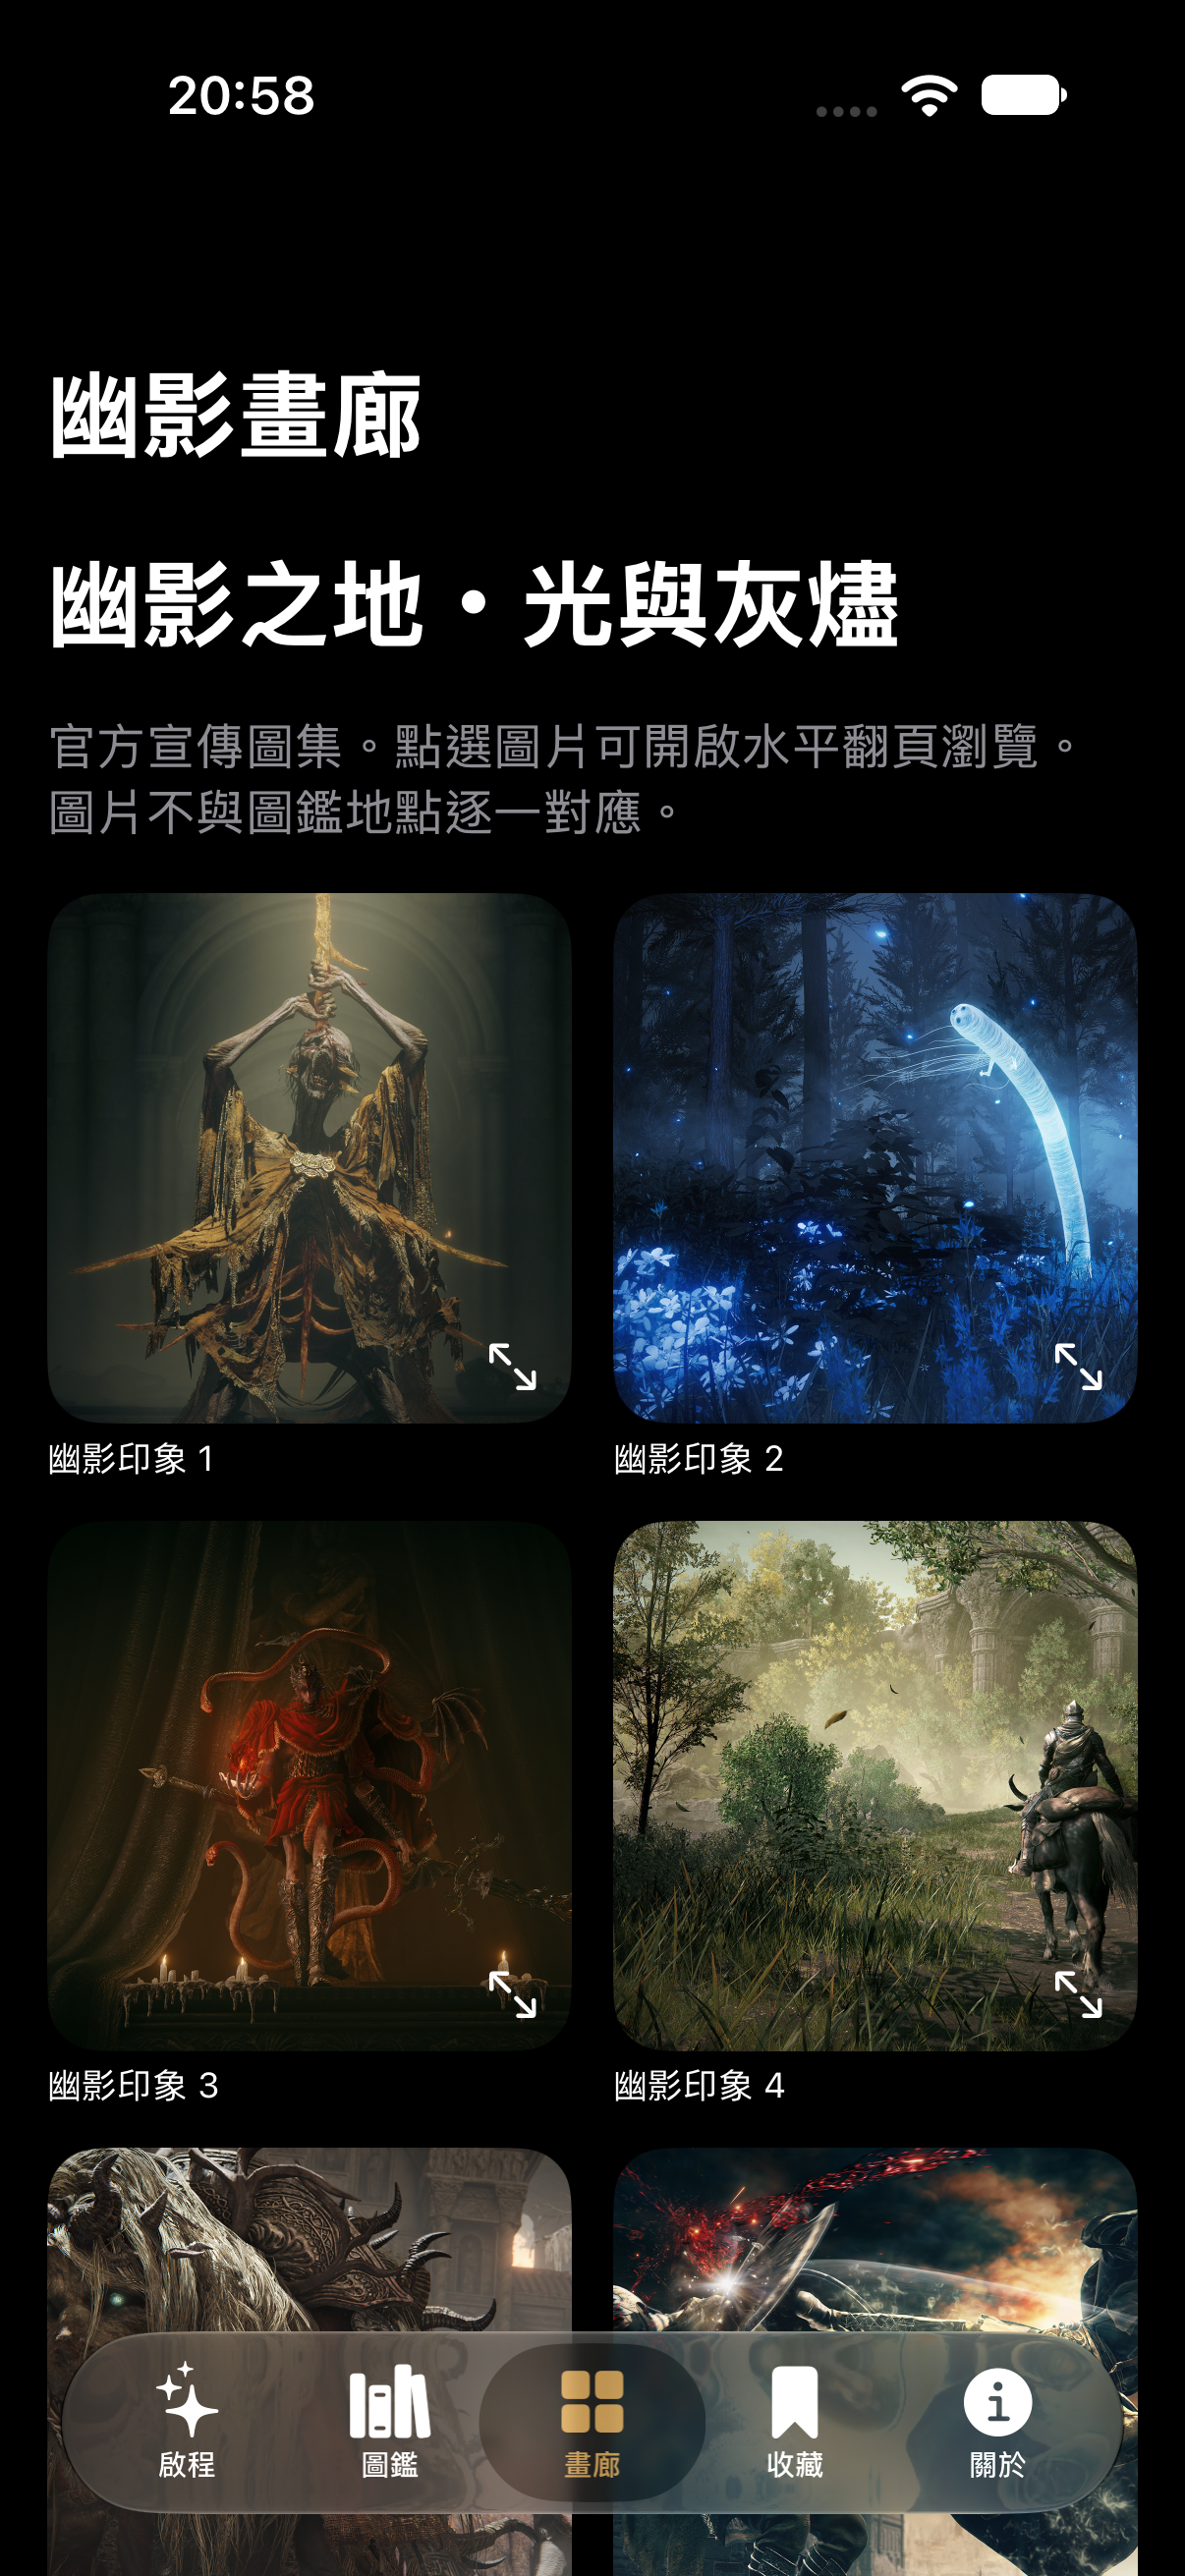 20:58
幽影畫廊
幽影之地・光與灰燼
官方宣傳圖集。點選圖片可開啟水平翻頁瀏覽。
圖片不與圖鑑地點逐一對應。
幽影印象 1
幽影印象 2
幽影印象 3
幽影印象 4
啟程
圖鑑
畫廊
收藏
關於